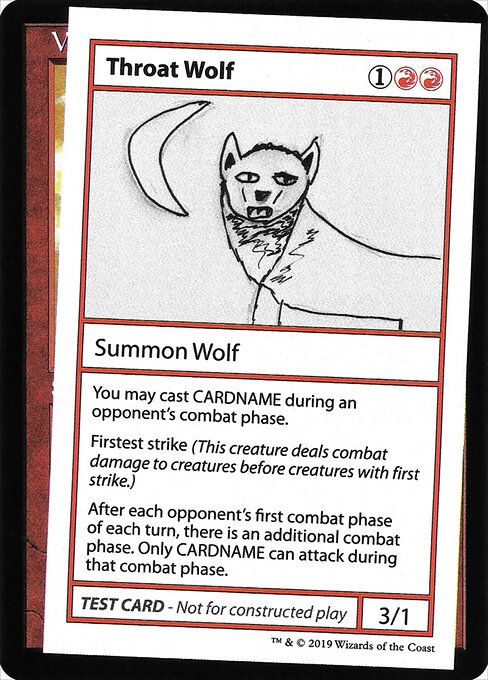 Throat Wolf 1
Summon Wolf
You may cast CARDNAME during an
opponent's combat phase.
Firstest strike (This creature deals combat
damage to creatures before creatures with first
strike.)
After each opponent's first combat phase
of each turn, there is an additional combat
phase. Only CARDNAME can attack during
that combat phase.
TEST CARD - Not for constructed play 3/1
™ & © 2019 Wizards of the Coast